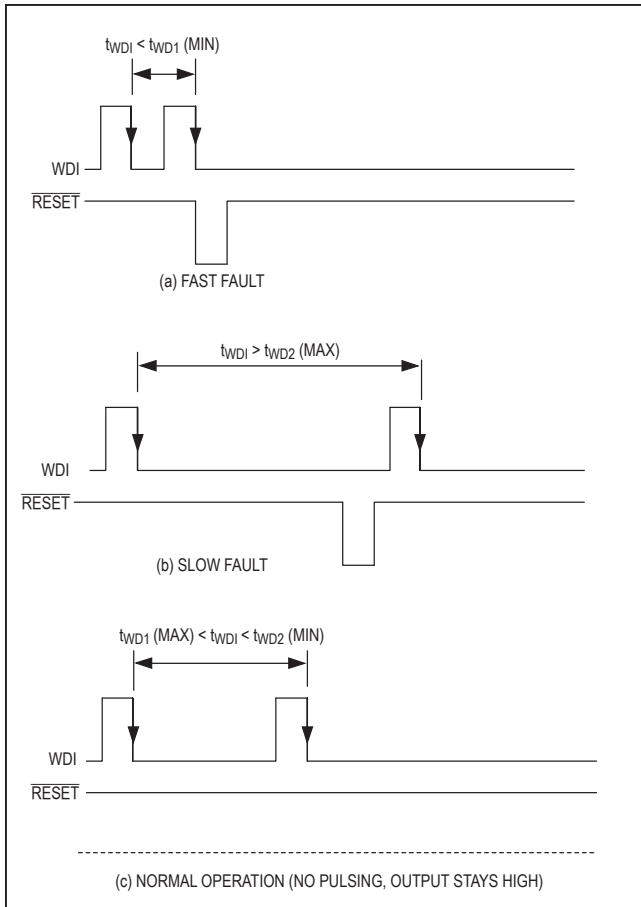 tWDI < tWD1 (MIN)
WDI
RESET
(a) FAST FAULT
tWDI > tWD2 (MAX)
WDI
RESET
(b) SLOW FAULT
tWD1 (MAX) < tWDI < tWD2 (MIN)
WDI
RESET
(c) NORMAL OPERATION (NO PULSING, OUTPUT STAYS HIGH)